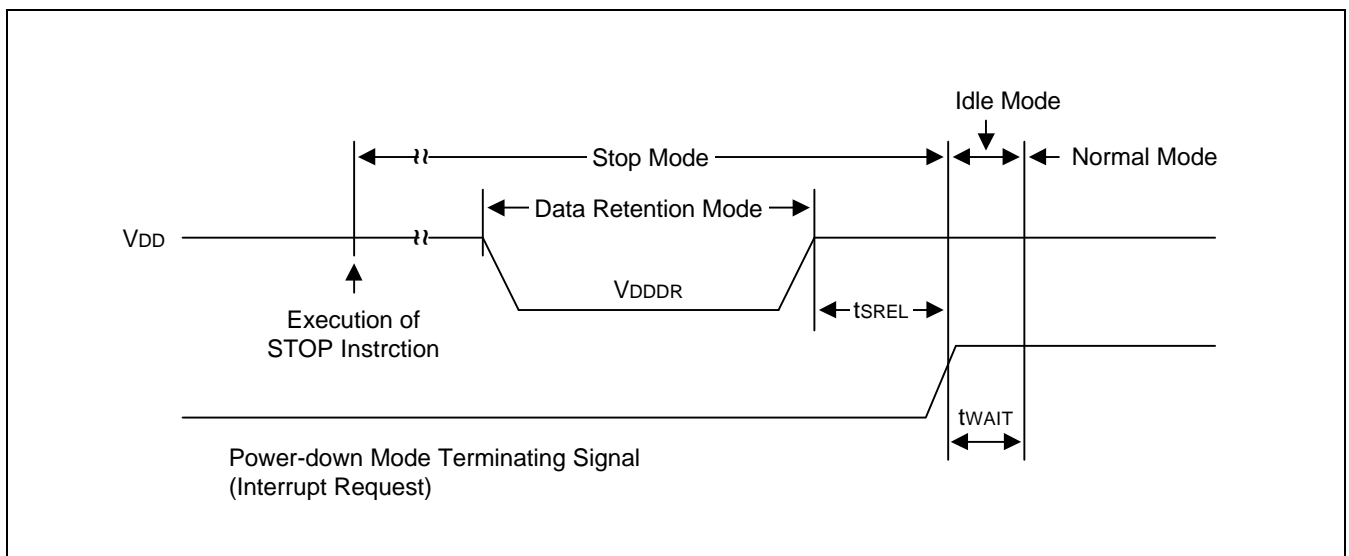 Idle Mode
Stop Mode
Normal Mode
Data Retention Mode
VDD
VDDDR
tSREL
Execution of
STOP Instrction
tWAIT
Power-down Mode Terminating Signal
(Interrupt Request)